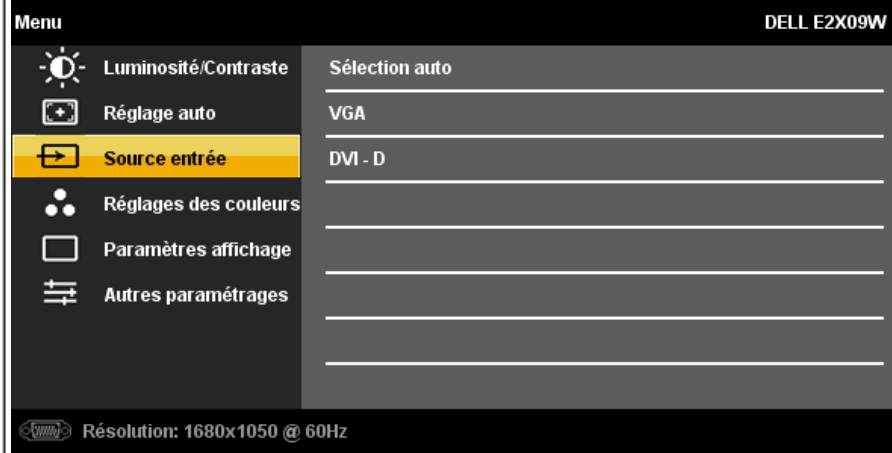 Menu DELL E2X09W
Luminosité/Contraste Sélection auto
Réglage auto VGA
Source entrée DVI - D
Réglages des couleurs
Paramètres affichage
Autres paramétrages
Résolution: 1680x1050 @ 60Hz